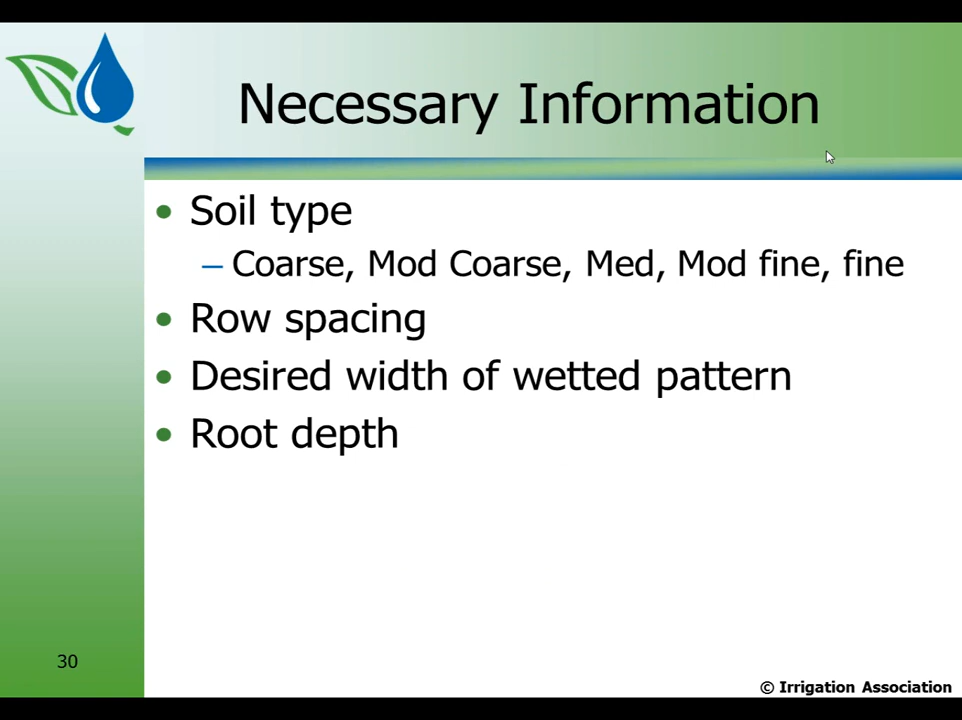 Necessary Information
• Soil type
– Coarse, Mod Coarse, Med, Mod fine, fine
• Row spacing
• Desired width of wetted pattern
• Root depth
30
© Irrigation Association